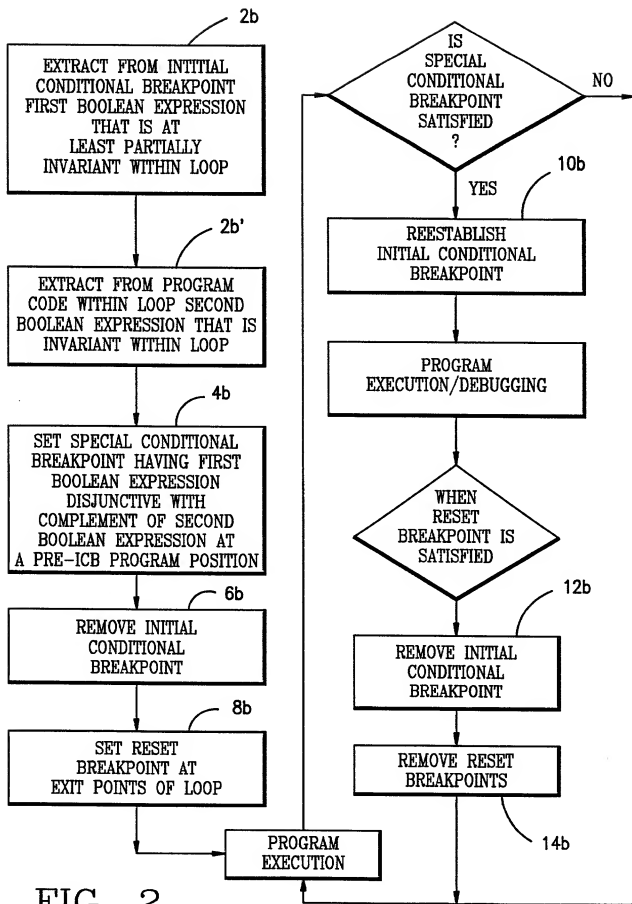 2b
EXTRACT FROM INTITIAL
CONDITIONAL BREAKPOINT
FIRST BOOLEAN EXPRESSION
THAT IS AT
LEAST PARTIALLY
INVARIANT WITHIN LOOP
2b'
EXTRACT FROM PROGRAM
CODE WITHIN LOOP SECOND
BOOLEAN EXPRESSION THAT IS
INVARIANT WITHIN LOOP
4b
SET SPECIAL CONDITIONAL
BREAKPOINT HAVING FIRST
BOOLEAN EXPRESSION
DISJUNCTIVE WITH
COMPLEMENT OF SECOND
BOOLEAN EXPRESSION AT
A PRE-ICB PROGRAM POSITION
6b
REMOVE INITIAL
CONDITIONAL
BREAKPOINT
8b
SET RESET
BREAKPOINT AT
EXIT POINTS OF LOOP
PROGRAM
EXECUTION
IS
SPECIAL
CONDITIONAL
BREAKPOINT
SATISFIED
?
NO
YES
10b
REESTABLISH
INITIAL CONDITIONAL
BREAKPOINT
PROGRAM
EXECUTION/DEBUGGING
WHEN
RESET
BREAKPOINT IS
SATISFIED
12b
REMOVE INITIAL
CONDITIONAL
BREAKPOINT
REMOVE RESET
BREAKPOINTS
14b
FIG. 2